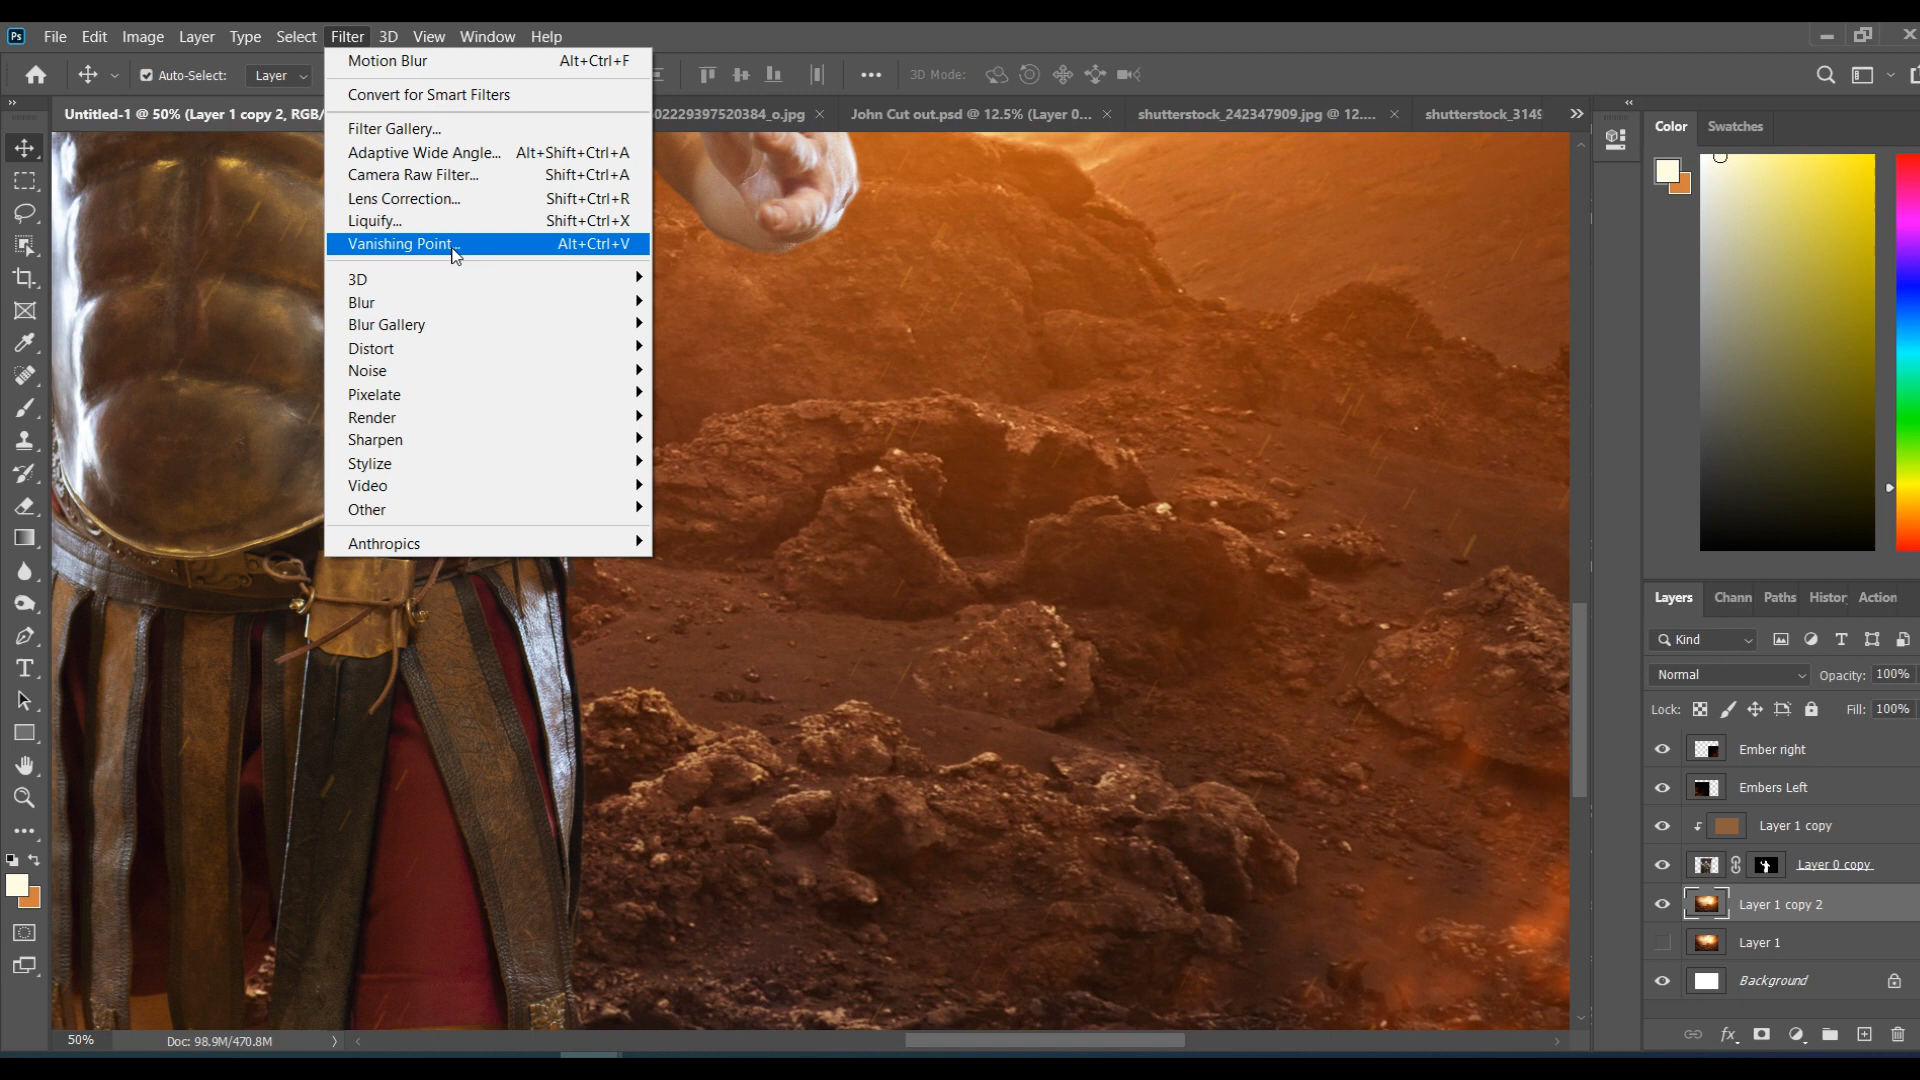 Ps File Edit Image Layer Type Select Filter 3D View Window Help
Auto-Select: Layer 3D Mode:
Untitled-1 @ 50% (Layer 1 copy 2, RGB/ 02229397520384_o.jpg John Cut out.psd @ 12.5% (Layer 0... shutterstock_242347909.jpg @ 12.... shutterstock_3149
Motion Blur Alt+Ctrl+F
Convert for Smart Filters
Filter Gallery...
Adaptive Wide Angle... Alt+Shift+Ctrl+A
Camera Raw Filter... Shift+Ctrl+A
Lens Correction... Shift+Ctrl+R
Liquify... Shift+Ctrl+X
Vanishing Point... Alt+Ctrl+V
3D
Blur
Blur Gallery
Distort
Noise
Pixelate
Render
Sharpen
Stylize
Video
Other
Anthropics
Color Swatches
Layers Chann Paths Histor Action
Kind
Normal Opacity: 100%
Lock: Fill: 100%
Ember right
Embers Left
Layer 1 copy
Layer 0 copy
Layer 1 copy 2
Layer 1
Background
fx
50% Doc: 98.9M/470.8M